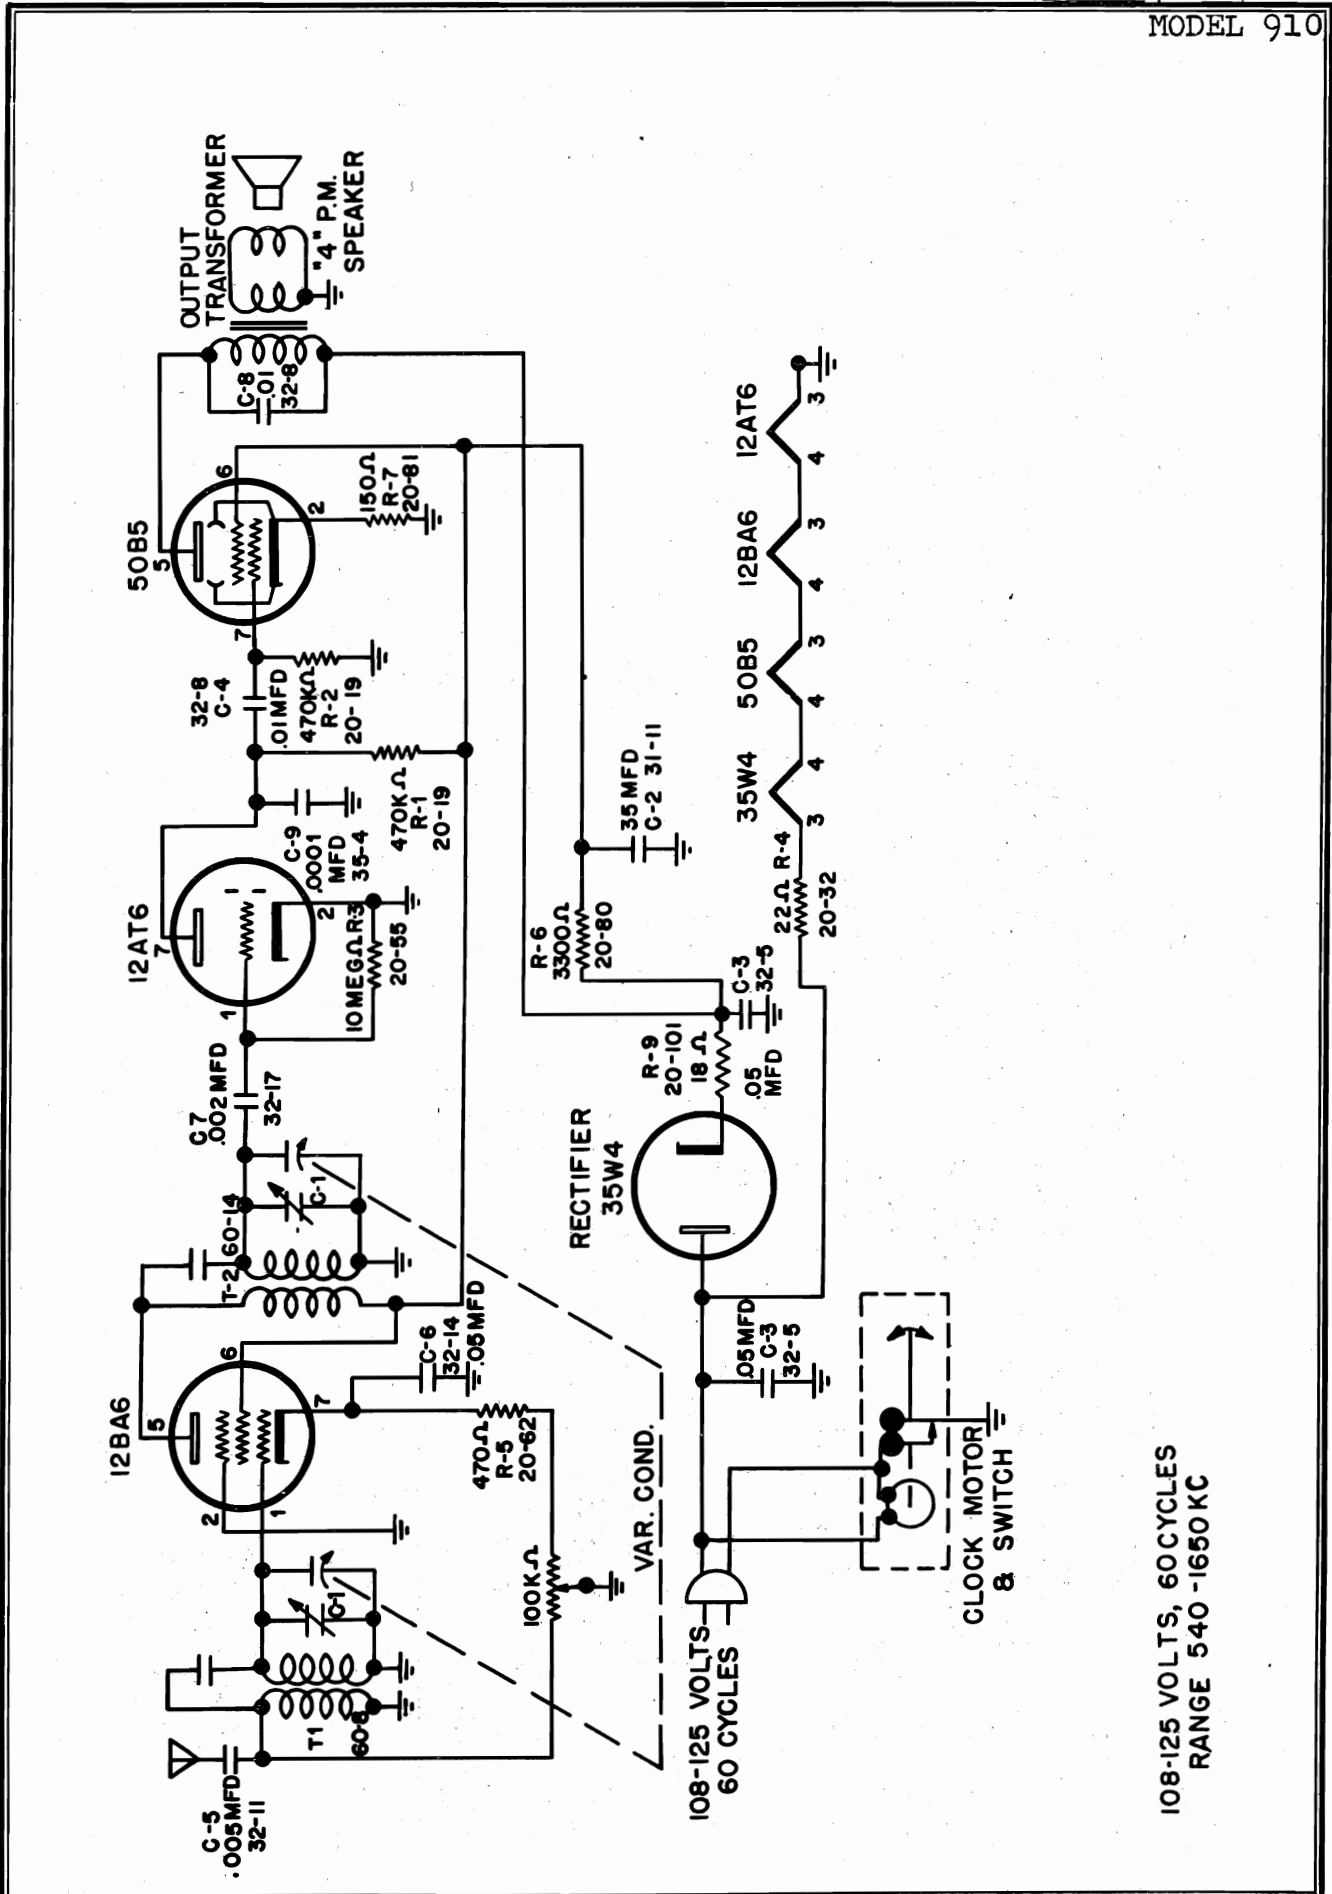 MODEL 910
OUTPUT
TRANSFORMER
"4" P.M.
SPEAKER
C-8
.01
32-8
50B5
5
6
7
2
150Ω
R-7
20-81
32-8
C-4
.01MFD
470KΩ
R-2
20-19
470KΩ
R-1
20-19
C-9
.0001
MFD
35-4
12AT6
7
1
2
10MEGΩR3
20-55
C7
.002MFD
32-17
T-2 60-14
C-1
12BA6
5
6
7
2
1
C-6
32-14
.05MFD
470Ω
R-5
20-62
100KΩ
C-1
T1
60-8
C-5
.005MFD
32-11
VAR. COND.
R-6
3300Ω
20-80
35MFD
C-2 31-11
R-9
20-101
18Ω
C-3
32-5
.05
MFD
RECTIFIER
35W4
22Ω R-4
20-32
35W4
3
4
50B5
4
3
12BA6
4
3
12AT6
4
3
.05MFD
C-3
32-5
CLOCK MOTOR
& SWITCH
108-125 VOLTS
60 CYCLES
108-125 VOLTS, 60CYCLES
RANGE 540-1650KC